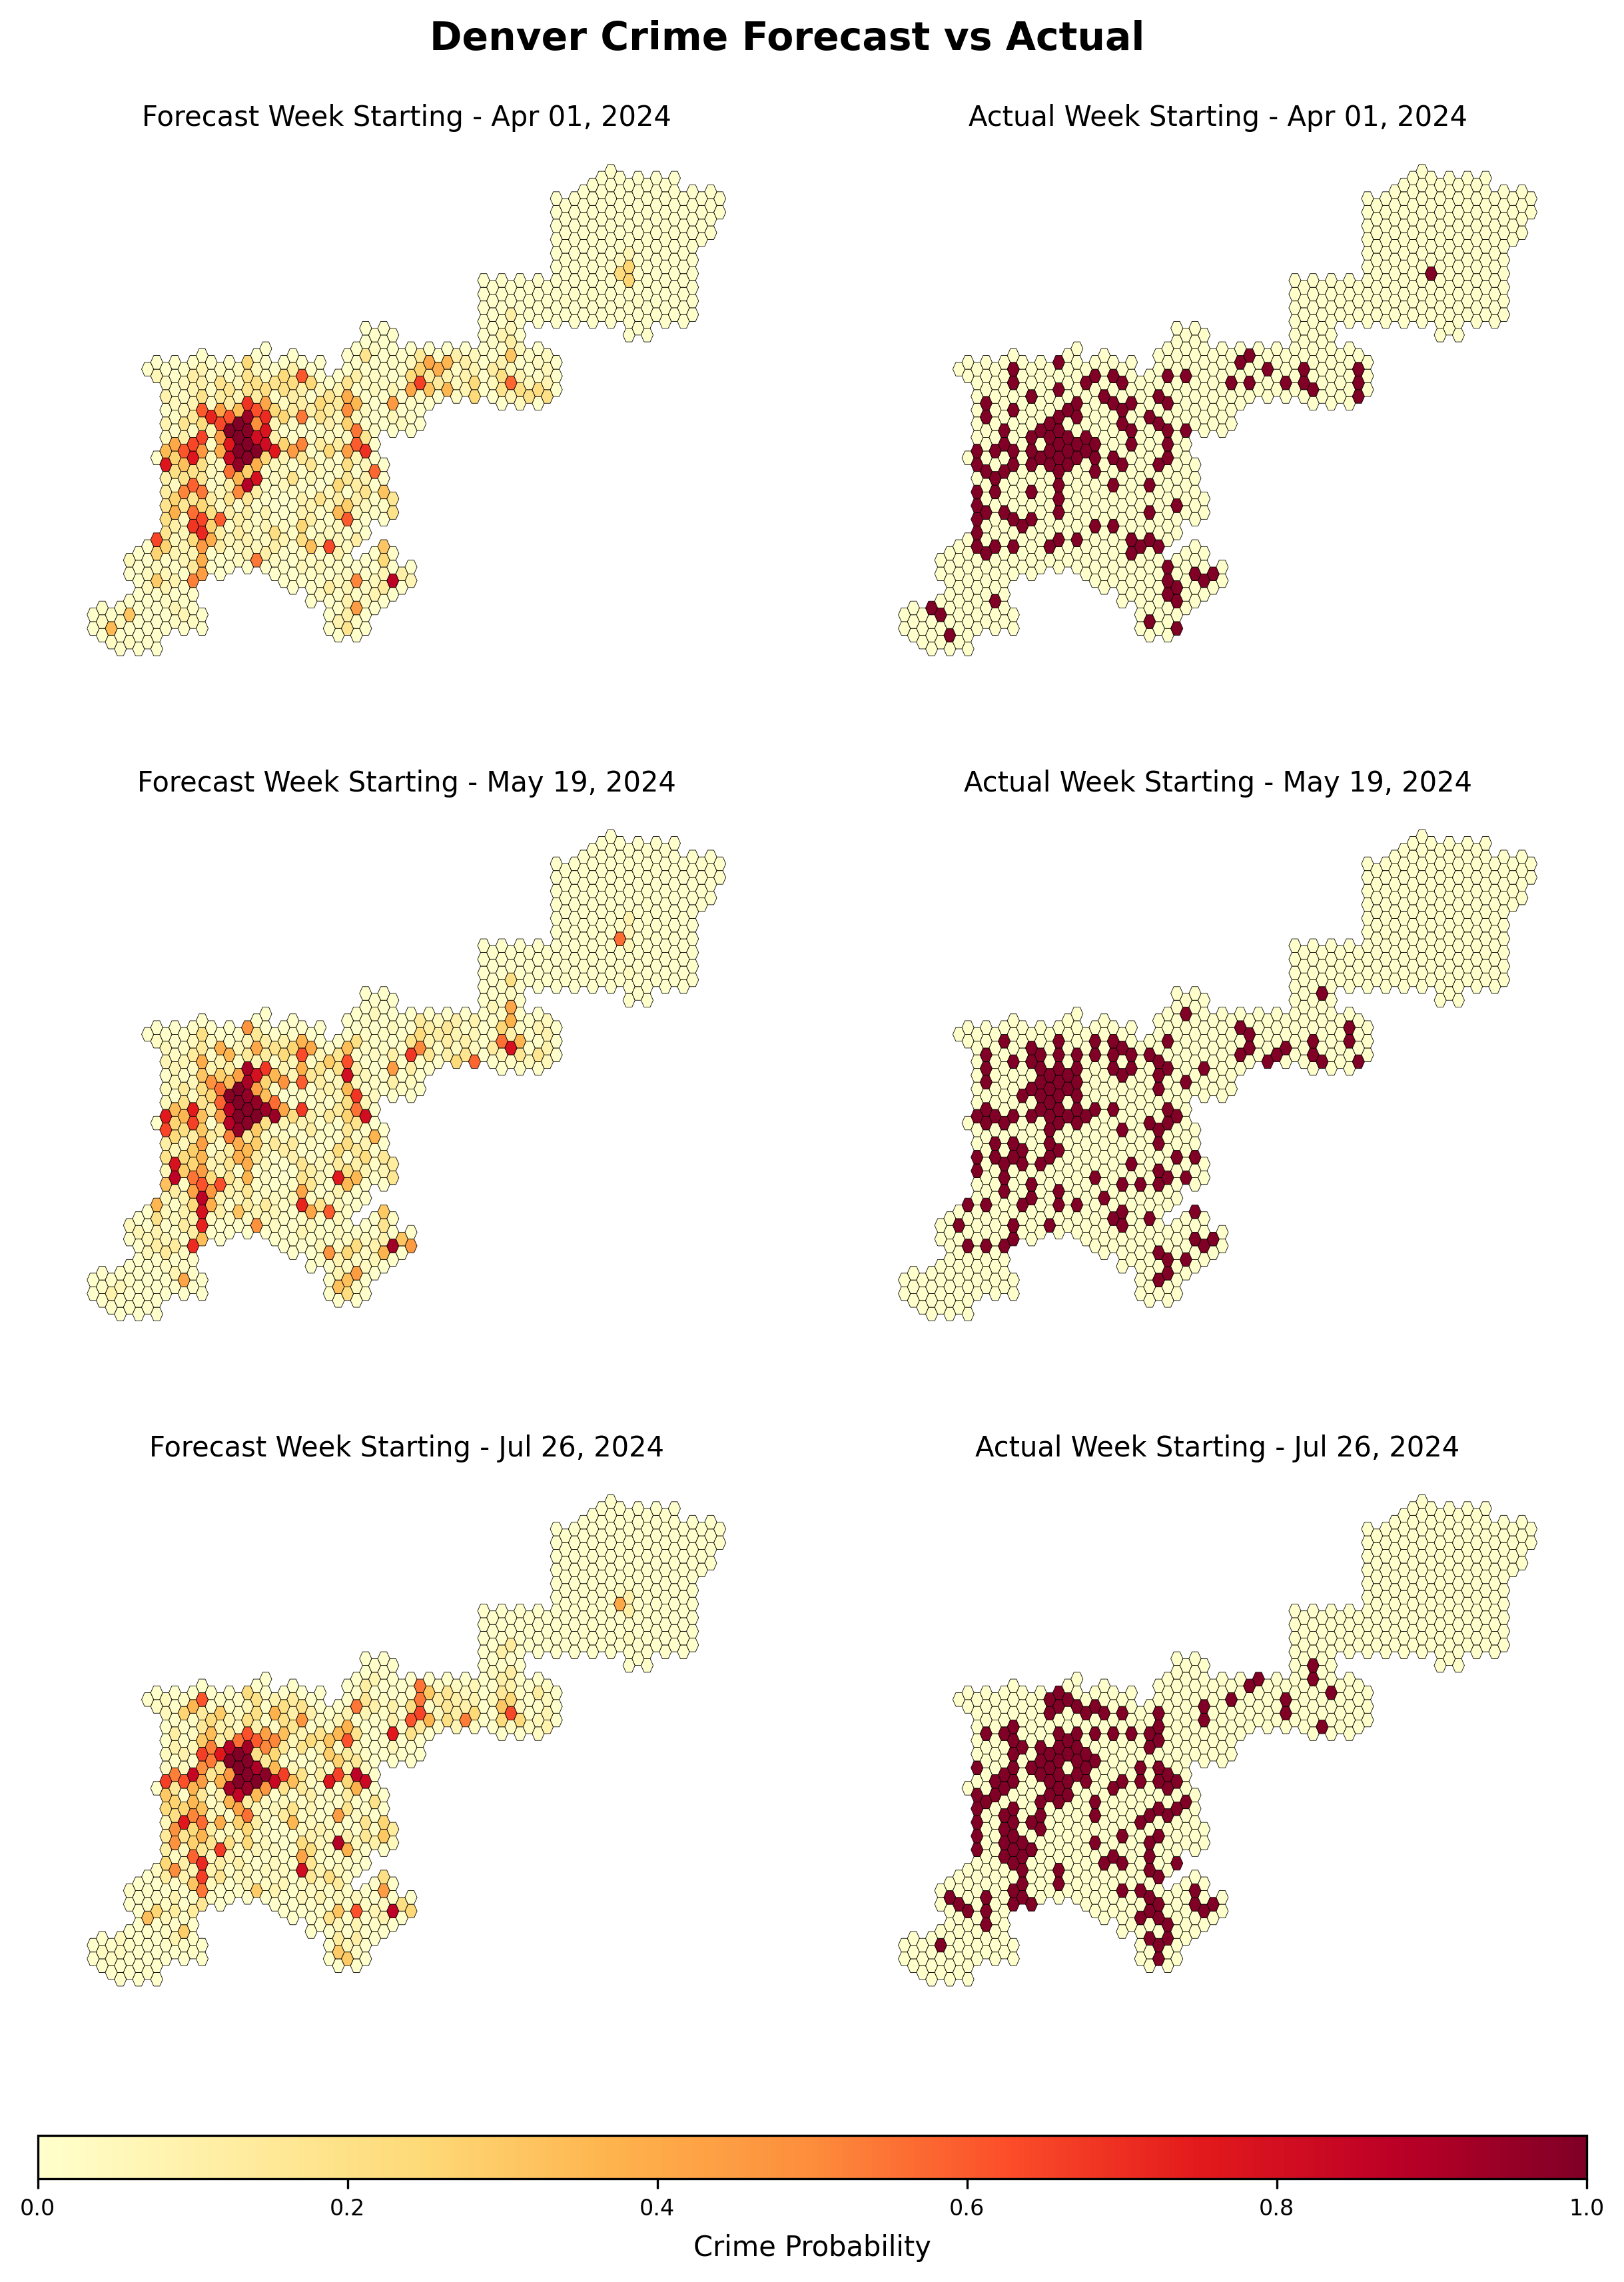 Denver Crime Forecast vs Actual
Forecast Week Starting - Apr 01, 2024
Actual Week Starting - Apr 01, 2024
Forecast Week Starting - May 19, 2024
Actual Week Starting - May 19, 2024
Forecast Week Starting - Jul 26, 2024
Actual Week Starting - Jul 26, 2024
0.0 0.2 0.4 0.6 0.8 1.0
Crime Probability